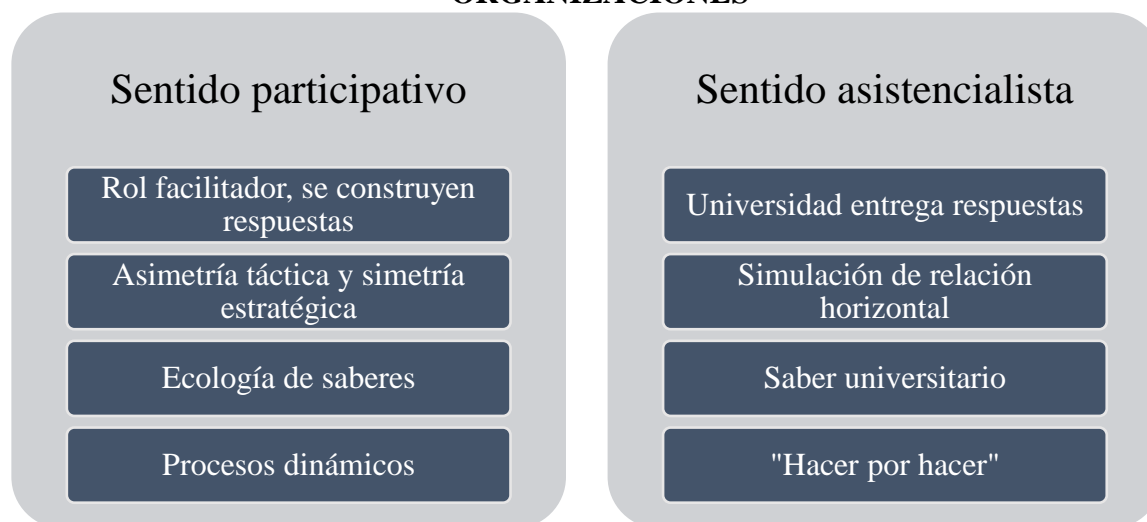 ORGANIZACIONES
Sentido participativo
Rol facilitador, se construyen
respuestas
Asimetría táctica y simetría
estratégica
Ecología de saberes
Procesos dinámicos
Sentido asistencialista
Universidad entrega respuestas
Simulación de relación
horizontal
Saber universitario
"Hacer por hacer"